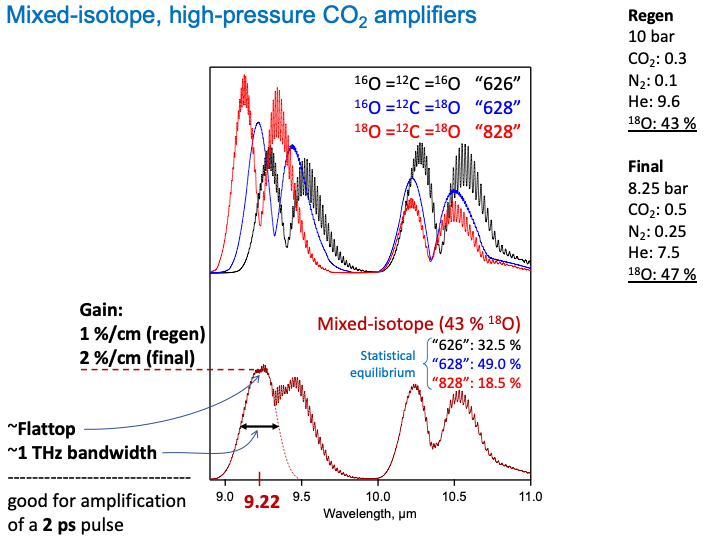 Mixed-isotope, high-pressure CO₂ amplifiers
Regen
10 bar
CO₂: 0.3
N₂: 0.1
He: 9.6
¹⁸O: 43 %
Final
8.25 bar
CO₂: 0.5
N₂: 0.25
He: 7.5
¹⁸O: 47 %
¹⁶O =¹²C =¹⁶O “626”
¹⁶O =¹²C =¹⁸O “628”
¹⁸O =¹²C =¹⁸O “828”
Gain:
1 %/cm (regen)
2 %/cm (final)
Mixed-isotope (43 % ¹⁸O)
Statistical
equilibrium
“626”: 32.5 %
“628”: 49.0 %
“828”: 18.5 %
~Flattop
~1 THz bandwidth
good for amplification
of a 2 ps pulse
9.0 9.22 9.5 10.0 10.5 11.0
Wavelength, µm